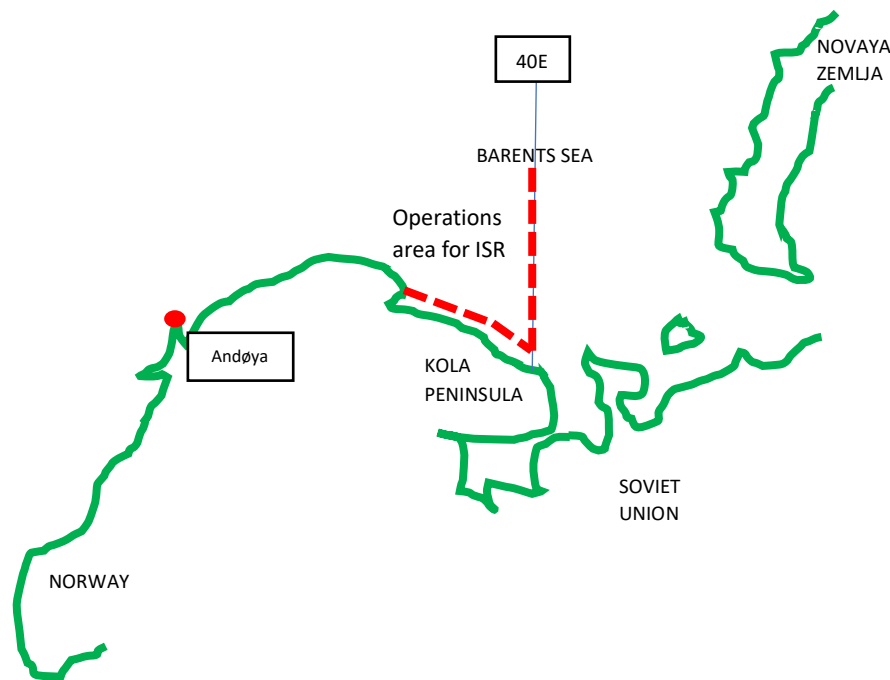 NOVAYA
ZEMLJA
40E
BARENTS SEA
Operations
area for ISR
Andøya
KOLA
PENINSULA
SOVIET
UNION
NORWAY